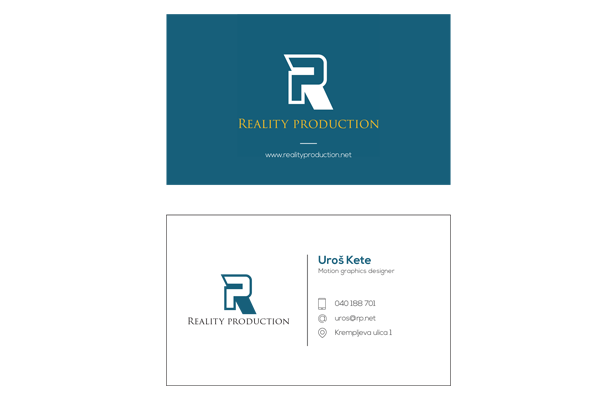 REALITY PRODUCTION
www.realityproduction.net
REALITY PRODUCTION
Uroš Kete
Motion graphics designer
040 188 701
uros@rp.net
Krempljeva ulica 1